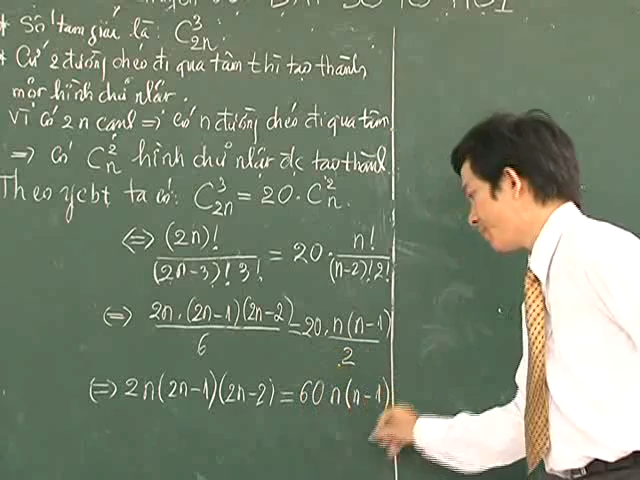 * Số tam giác là: C³₂ₙ
* Cứ 2 đường chéo đi qua tâm thì tạo thành
một hình chữ nhật.
Vì có 2n cạnh => có n đường chéo đi qua tâm
=> có C²ₙ hình chữ nhật đc tạo thành.
Theo ycbt ta có: C³₂ₙ = 20. C²ₙ.
<=> (2n)! / (2n-3)! 3! = 20. n! / (n-2)! 2!
<=> 2n.(2n-1)(2n-2) / 6 = 20. n(n-1) / 2
<=> 2n(2n-1)(2n-2) = 60n(n-1)